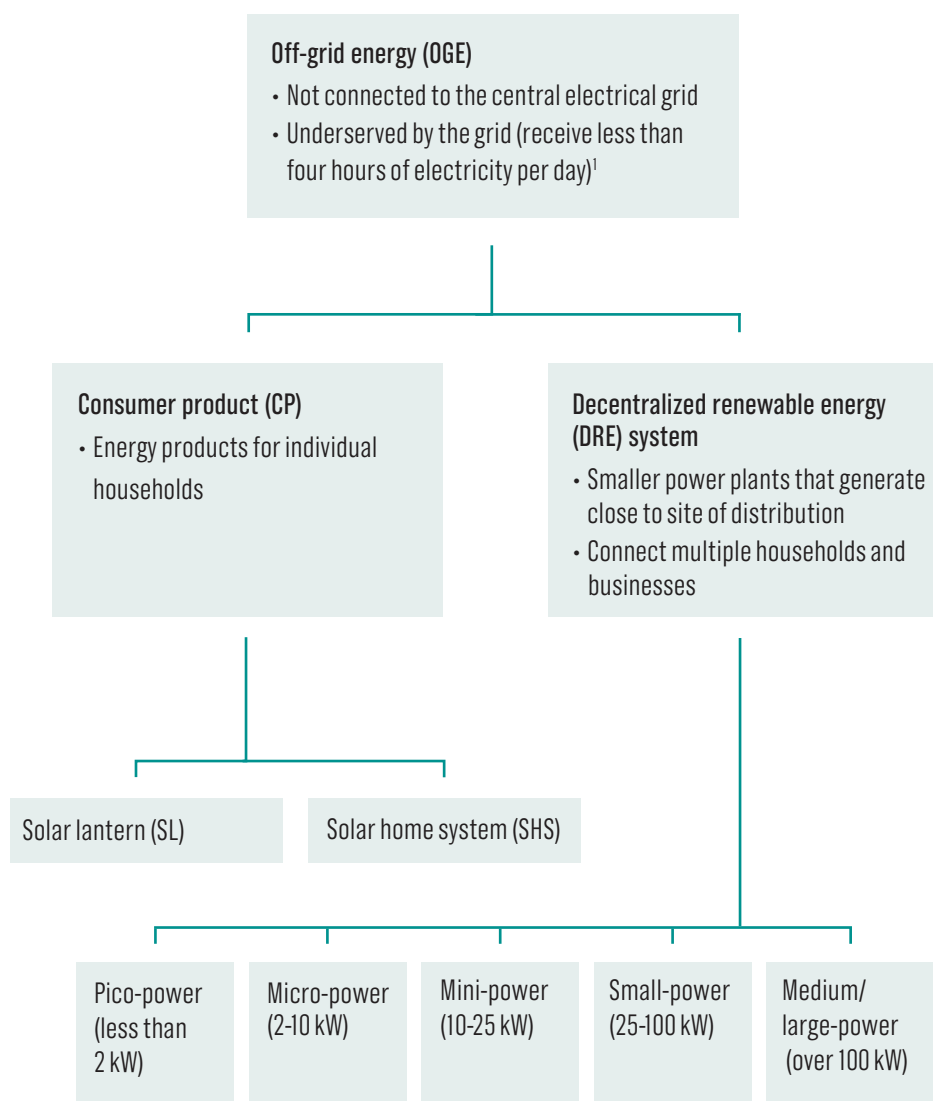 Off-grid energy (OGE)
• Not connected to the central electrical grid
• Underserved by the grid (receive less than
four hours of electricity per day)¹
Consumer product (CP)
• Energy products for individual
households
Decentralized renewable energy
(DRE) system
• Smaller power plants that generate
close to site of distribution
• Connect multiple households and
businesses
Solar lantern (SL)
Solar home system (SHS)
Pico-power
(less than
2 kW)
Micro-power
(2-10 kW)
Mini-power
(10-25 kW)
Small-power
(25-100 kW)
Medium/
large-power
(over 100 kW)